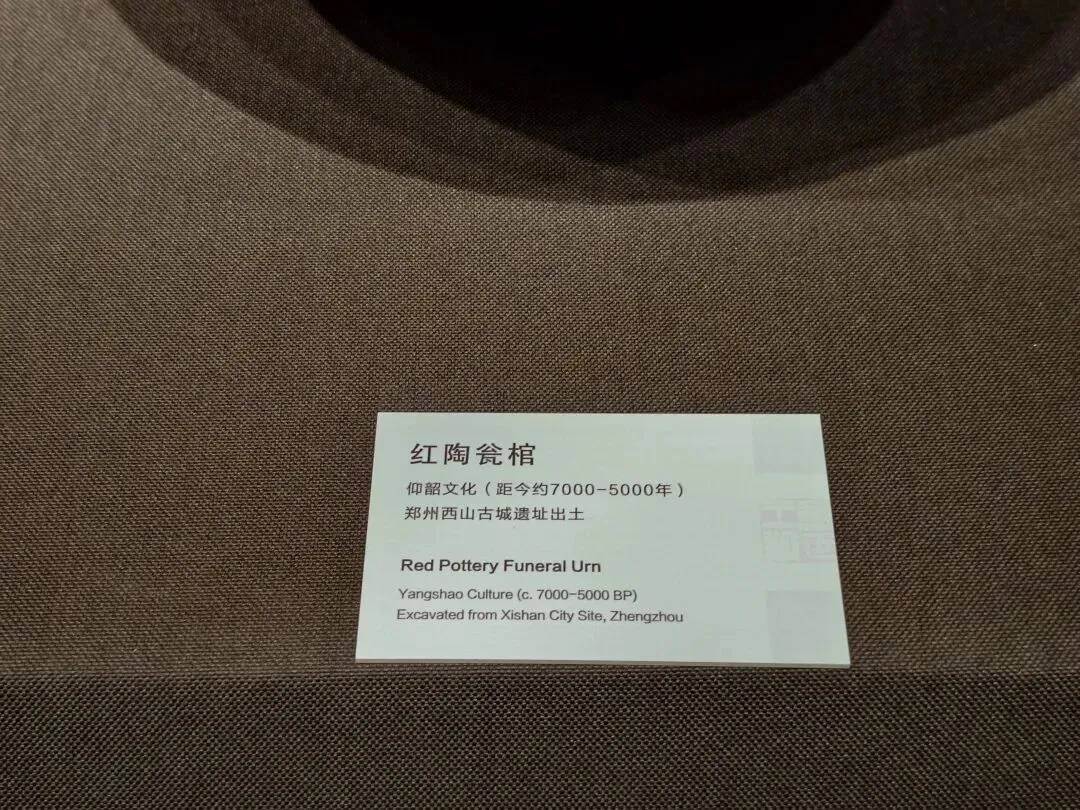 红陶瓮棺
仰韶文化（距今约7000-5000年）
郑州西山古城遗址出土
Red Pottery Funeral Urn
Yangshao Culture (c. 7000-5000 BP)
Excavated from Xishan City Site, Zhengzhou